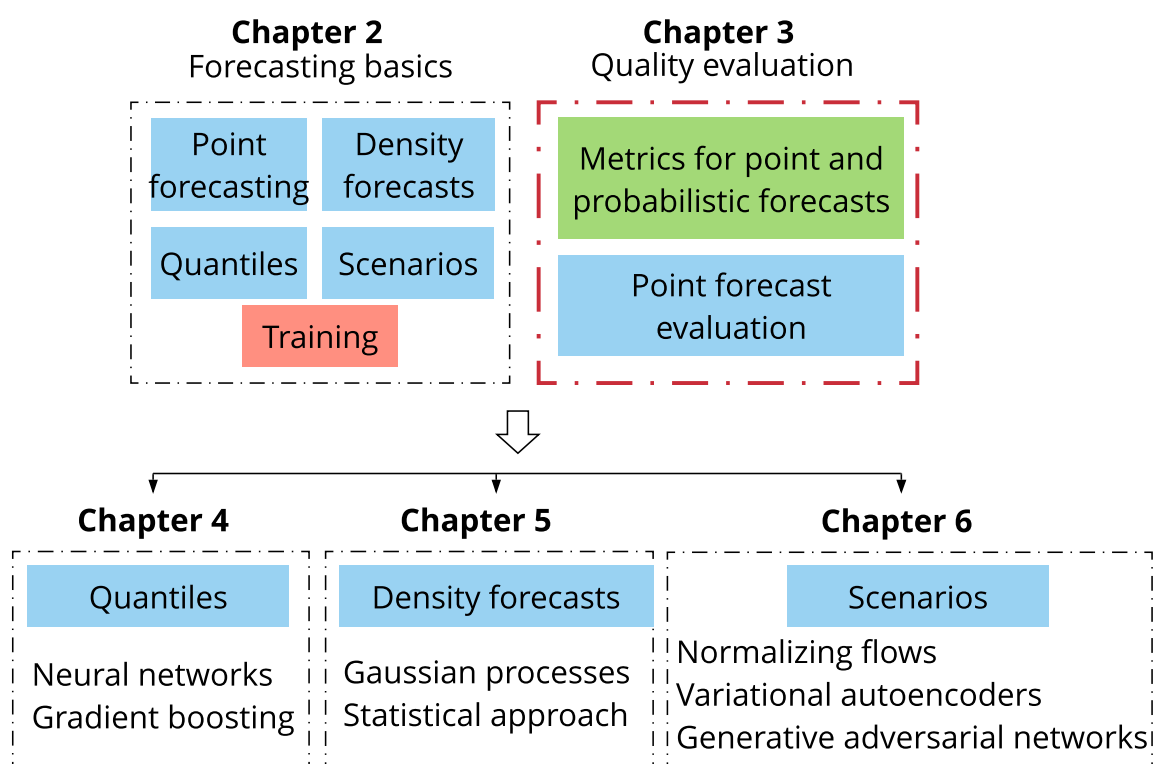 Chapter 2
Forecasting basics
Point
forecasting
Density
forecasts
Quantiles
Scenarios
Training
Chapter 3
Quality evaluation
Metrics for point and
probabilistic forecasts
Point forecast
evaluation
Chapter 4
Quantiles
Neural networks
Gradient boosting
Chapter 5
Density forecasts
Gaussian processes
Statistical approach
Chapter 6
Scenarios
Normalizing flows
Variational autoencoders
Generative adversarial networks